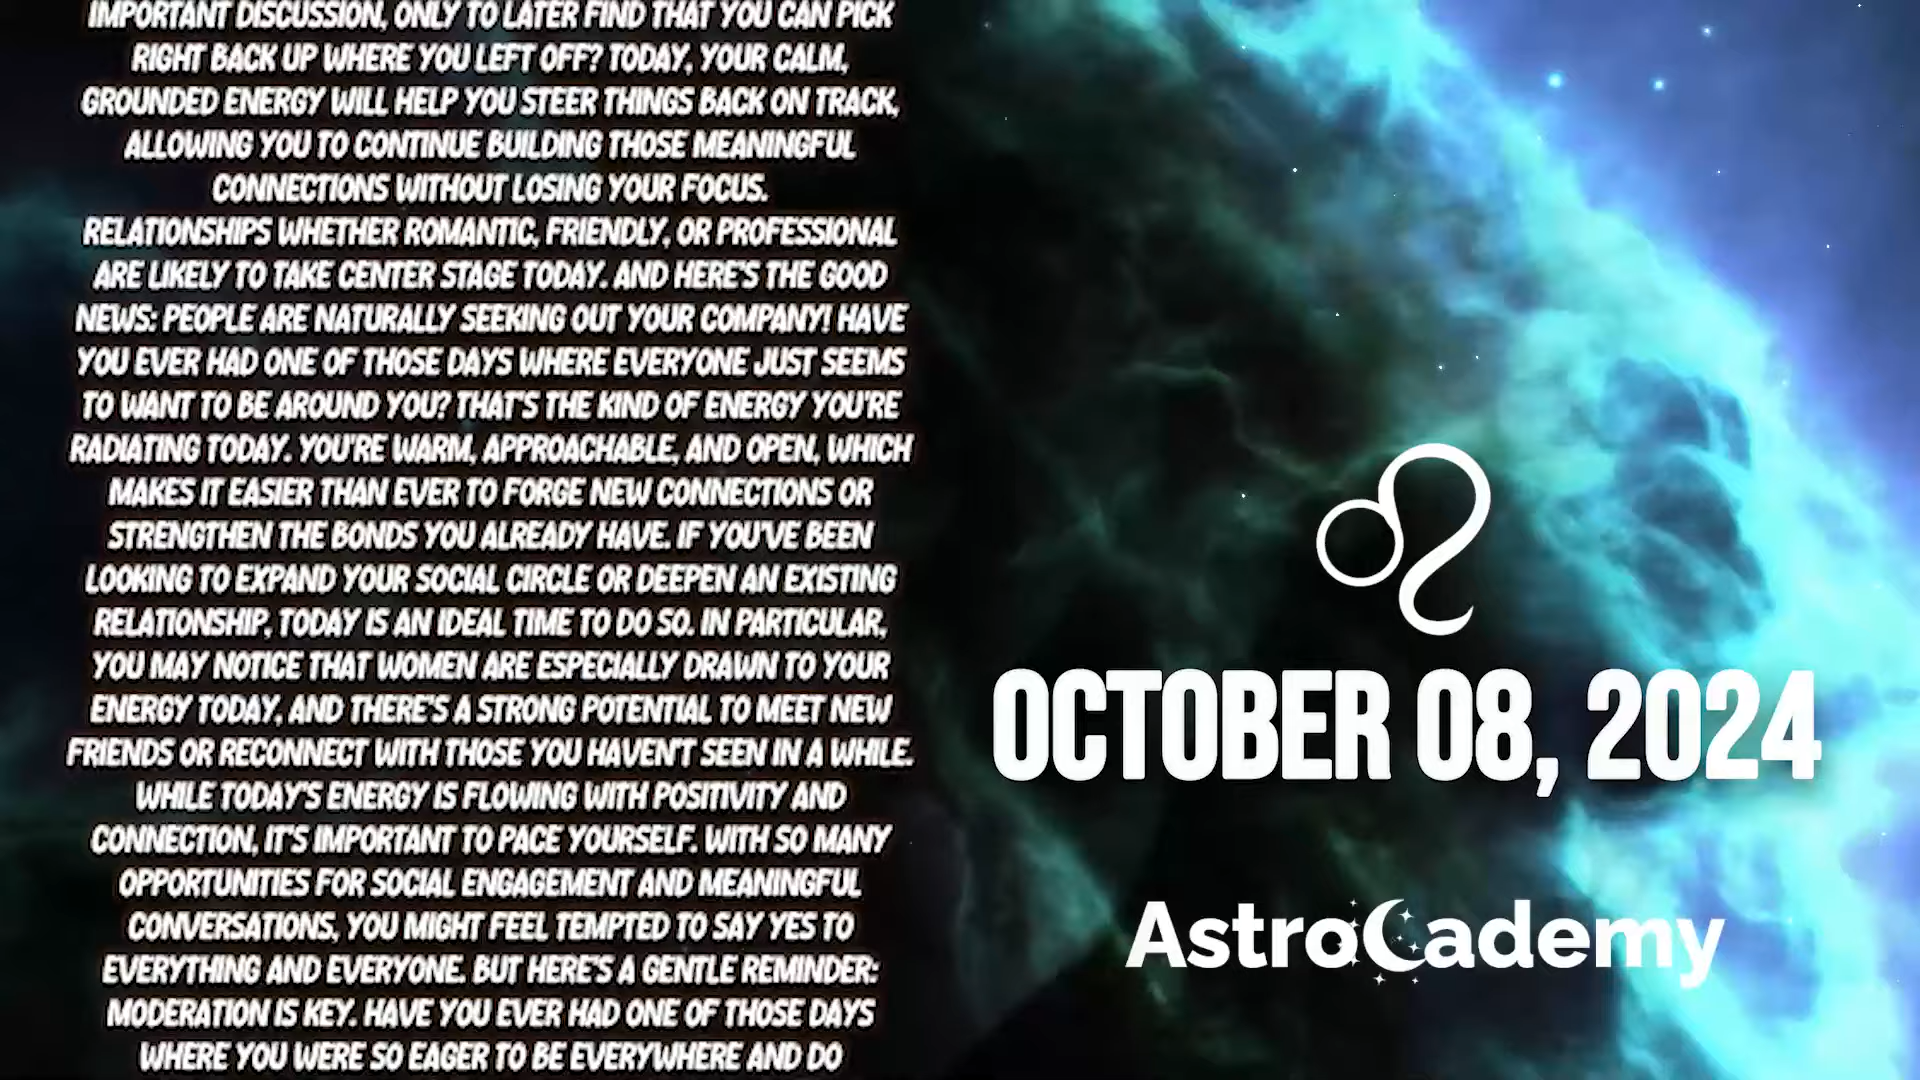 IMPORTANT DISCUSSION, ONLY TO LATER FIND THAT YOU CAN PICK
RIGHT BACK UP WHERE YOU LEFT OFF? TODAY, YOUR CALM,
GROUNDED ENERGY WILL HELP YOU STEER THINGS BACK ON TRACK,
ALLOWING YOU TO CONTINUE BUILDING THOSE MEANINGFUL
CONNECTIONS WITHOUT LOSING YOUR FOCUS.
RELATIONSHIPS WHETHER ROMANTIC, FRIENDLY, OR PROFESSIONAL
ARE LIKELY TO TAKE CENTER STAGE TODAY. AND HERE'S THE GOOD
NEWS: PEOPLE ARE NATURALLY SEEKING OUT YOUR COMPANY! HAVE
YOU EVER HAD ONE OF THOSE DAYS WHERE EVERYONE JUST SEEMS
TO WANT TO BE AROUND YOU? THAT'S THE KIND OF ENERGY YOU'RE
RADIATING TODAY. YOU'RE WARM, APPROACHABLE, AND OPEN, WHICH
MAKES IT EASIER THAN EVER TO FORGE NEW CONNECTIONS OR
STRENGTHEN THE BONDS YOU ALREADY HAVE. IF YOU'VE BEEN
LOOKING TO EXPAND YOUR SOCIAL CIRCLE OR DEEPEN AN EXISTING
RELATIONSHIP, TODAY IS AN IDEAL TIME TO DO SO. IN PARTICULAR,
YOU MAY NOTICE THAT WOMEN ARE ESPECIALLY DRAWN TO YOUR
ENERGY TODAY, AND THERE'S A STRONG POTENTIAL TO MEET NEW
FRIENDS OR RECONNECT WITH THOSE YOU HAVEN'T SEEN IN A WHILE.
WHILE TODAY'S ENERGY IS FLOWING WITH POSITIVITY AND
CONNECTION, IT'S IMPORTANT TO PACE YOURSELF. WITH SO MANY
OPPORTUNITIES FOR SOCIAL ENGAGEMENT AND MEANINGFUL
CONVERSATIONS, YOU MIGHT FEEL TEMPTED TO SAY YES TO
EVERYTHING AND EVERYONE. BUT HERE'S A GENTLE REMINDER:
MODERATION IS KEY. HAVE YOU EVER HAD ONE OF THOSE DAYS
WHERE YOU WERE SO EAGER TO BE EVERYWHERE AND DO
OCTOBER 08, 2024
AstroCademy